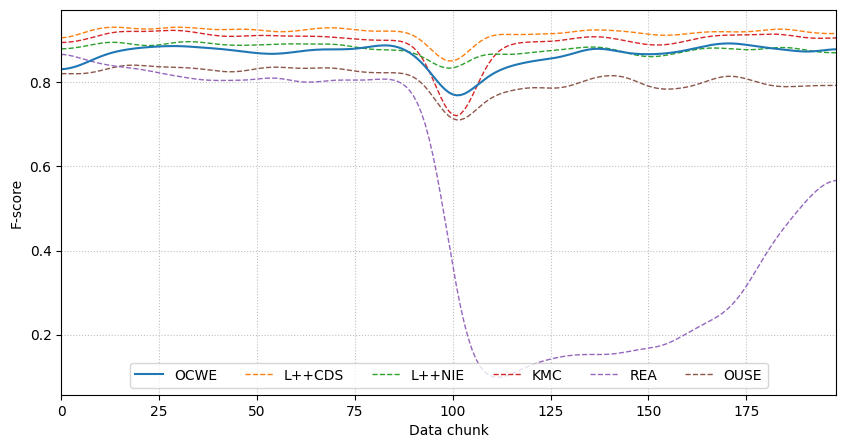 F-score
0.8
0.6
0.4
0.2
OCWE L++CDS L++NIE KMC REA OUSE
0 25 50 75 100 125 150 175
Data chunk